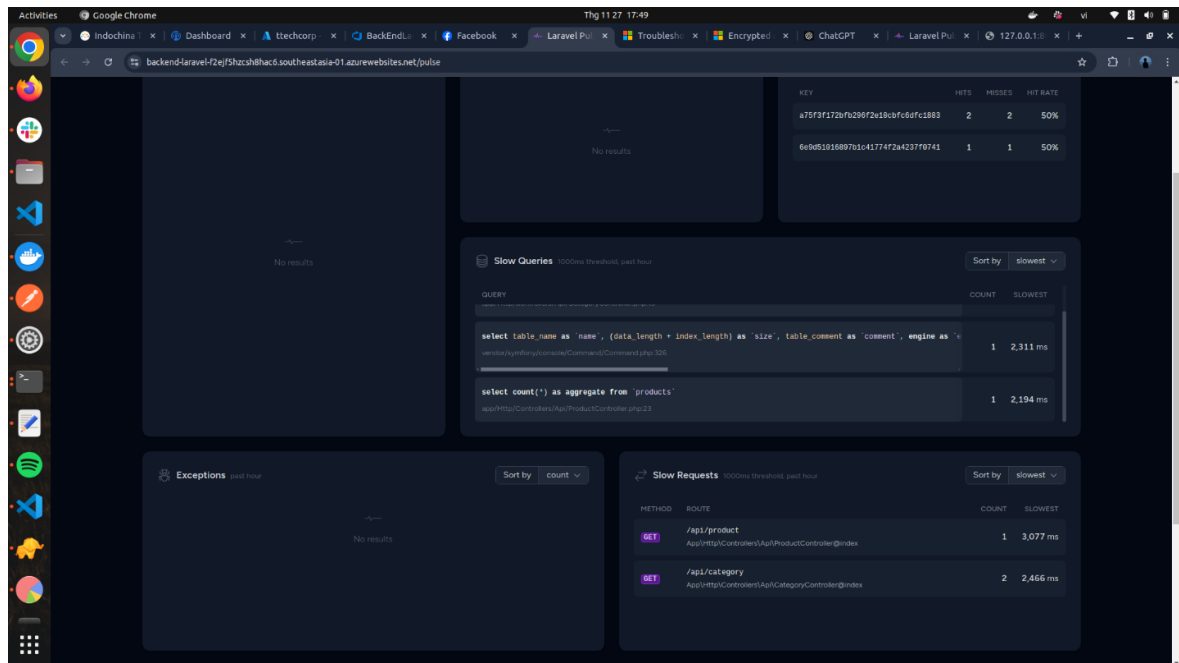 Activities
Google Chrome
Thg 11 27 17:49
vi
Indochina T
Dashboard
ttechcorp -
BackEndLa
Facebook
Laravel Pul
Troublesho
Encrypted
ChatGPT
Laravel Pul
127.0.0.1:8
backend-laravel-f2ejf5hzcsh8hac6.southeastasia-01.azurewebsites.net/pulse
KEY HITS MISSES HIT RATE
a75f3f172bfb296f2e10cbfc6dfc1883 2 2 50%
6e9d51016897b1c41774f2a4237f0741 1 1 50%
No results
No results
Slow Queries 1000ms threshold, past hour
Sort by slowest
QUERY COUNT SLOWEST
select table_name as `name`, (data_length + index_length) as `size`, table_comment as `comment`, engine as `e
vendor/symfony/console/Command/Command.php:326
1 2,311 ms
select count(*) as aggregate from `products`
app/Http/Controllers/Api/ProductController.php:23
1 2,194 ms
Exceptions past hour
Sort by count
No results
Slow Requests 1000ms threshold, past hour
Sort by slowest
METHOD ROUTE COUNT SLOWEST
GET /api/product
App\Http\Controllers\Api\ProductController@index
1 3,077 ms
GET /api/category
App\Http\Controllers\Api\CategoryController@index
2 2,466 ms